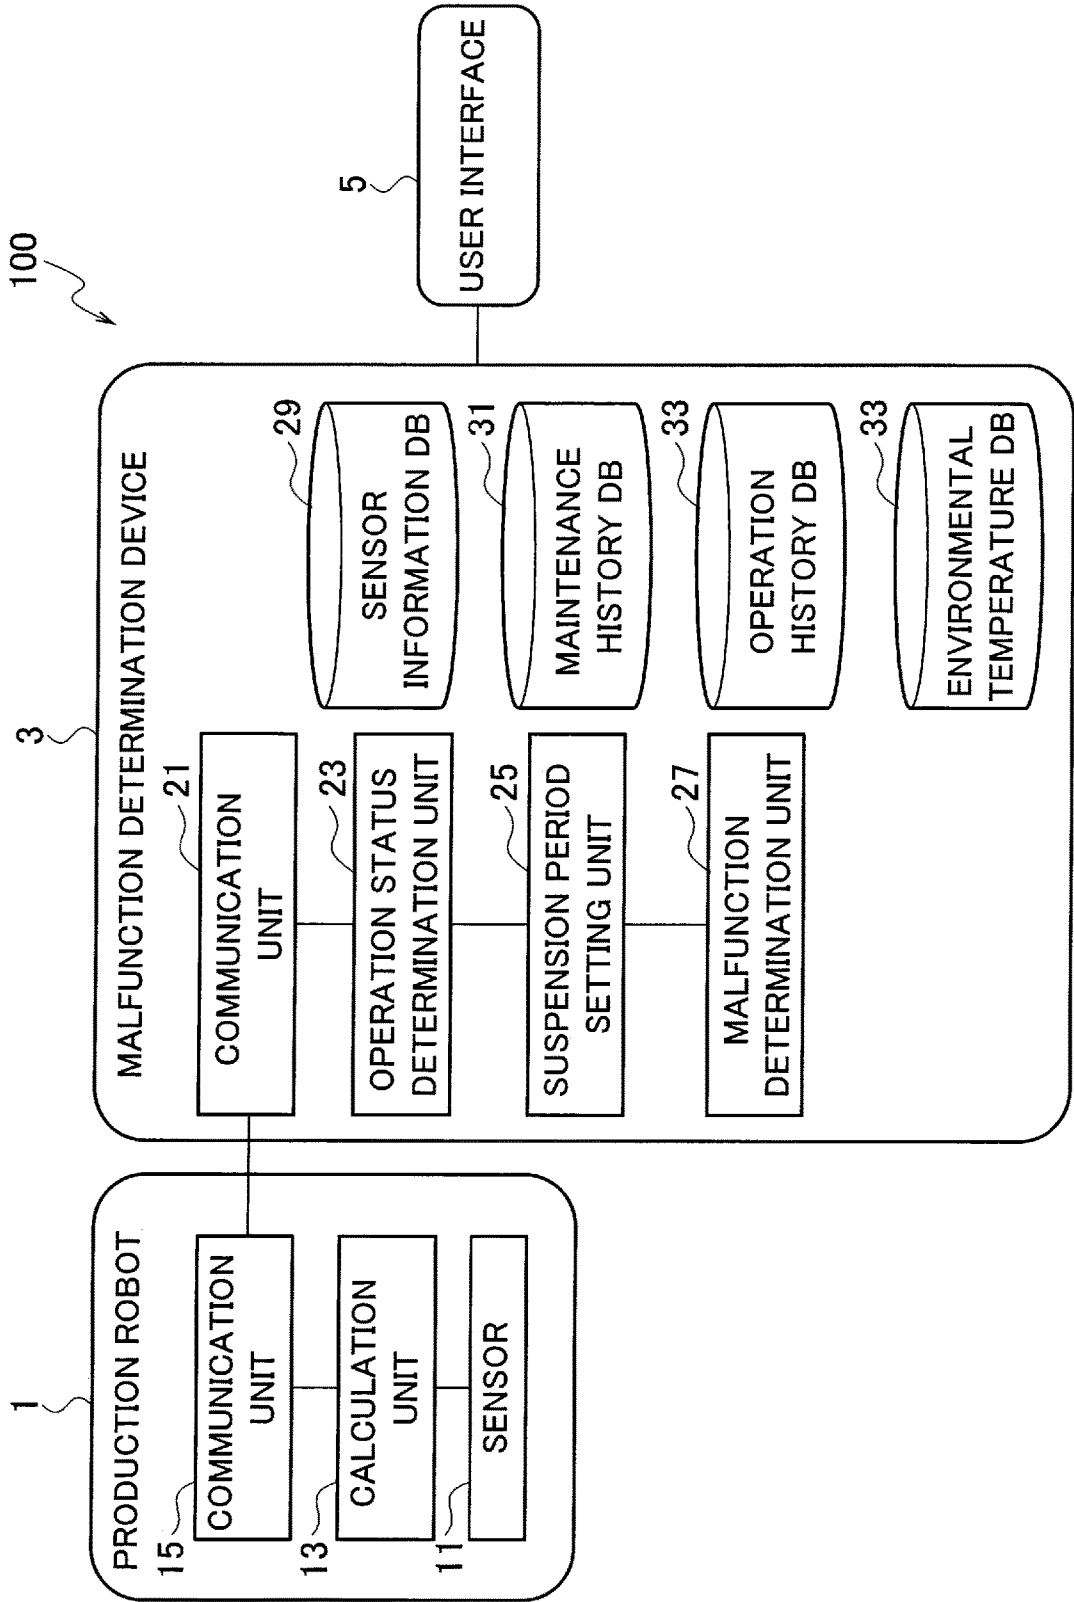 100
1
PRODUCTION ROBOT
15
COMMUNICATION
UNIT
13
CALCULATION
UNIT
11
SENSOR
3
MALFUNCTION DETERMINATION DEVICE
21
COMMUNICATION
UNIT
23
OPERATION STATUS
DETERMINATION UNIT
25
SUSPENSION PERIOD
SETTING UNIT
27
MALFUNCTION
DETERMINATION UNIT
29
SENSOR
INFORMATION DB
31
MAINTENANCE
HISTORY DB
33
OPERATION
HISTORY DB
33
ENVIRONMENTAL
TEMPERATURE DB
5
USER INTERFACE